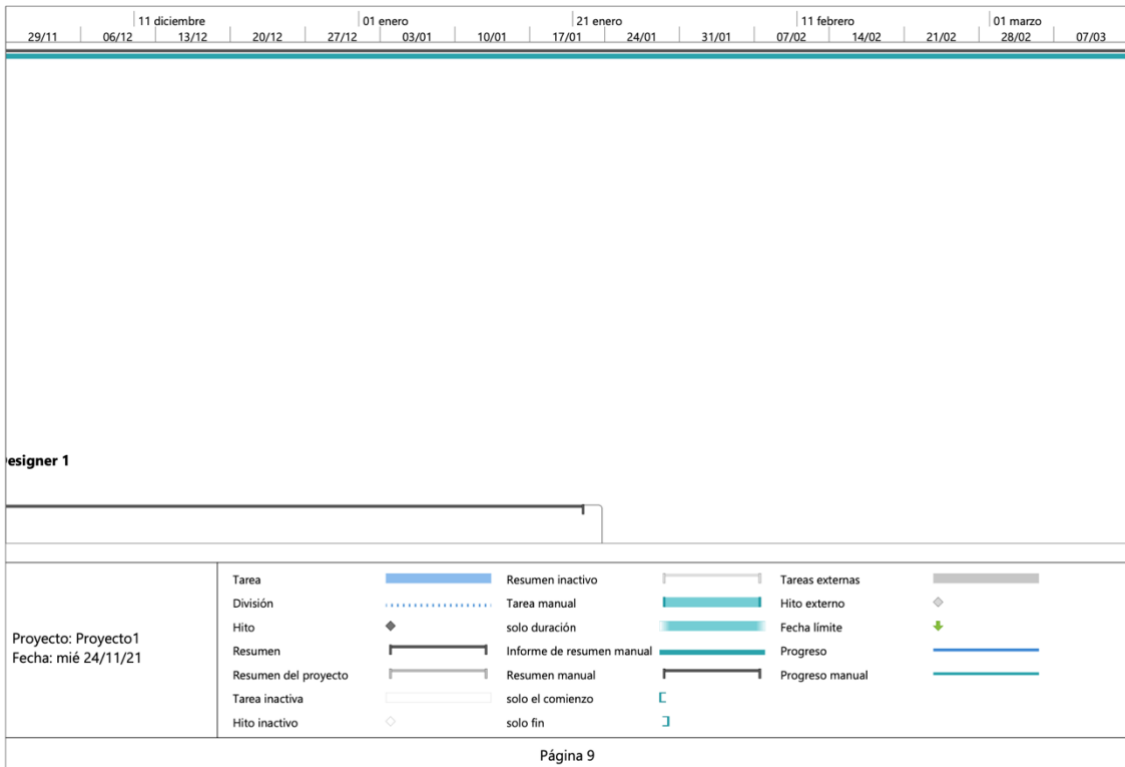 11 diciembre 01 enero 21 enero 11 febrero 01 marzo
29/11 06/12 13/12 20/12 27/12 03/01 10/01 17/01 24/01 31/01 07/02 14/02 21/02 28/02 07/03
esigner 1
Proyecto: Proyecto1
Fecha: mié 24/11/21
Tarea
División
Hito
Resumen
Resumen del proyecto
Tarea inactiva
Hito inactivo
Resumen inactivo
Tarea manual
solo duración
Informe de resumen manual
Resumen manual
solo el comienzo
solo fin
Tareas externas
Hito externo
Fecha límite
Progreso
Progreso manual
Página 9